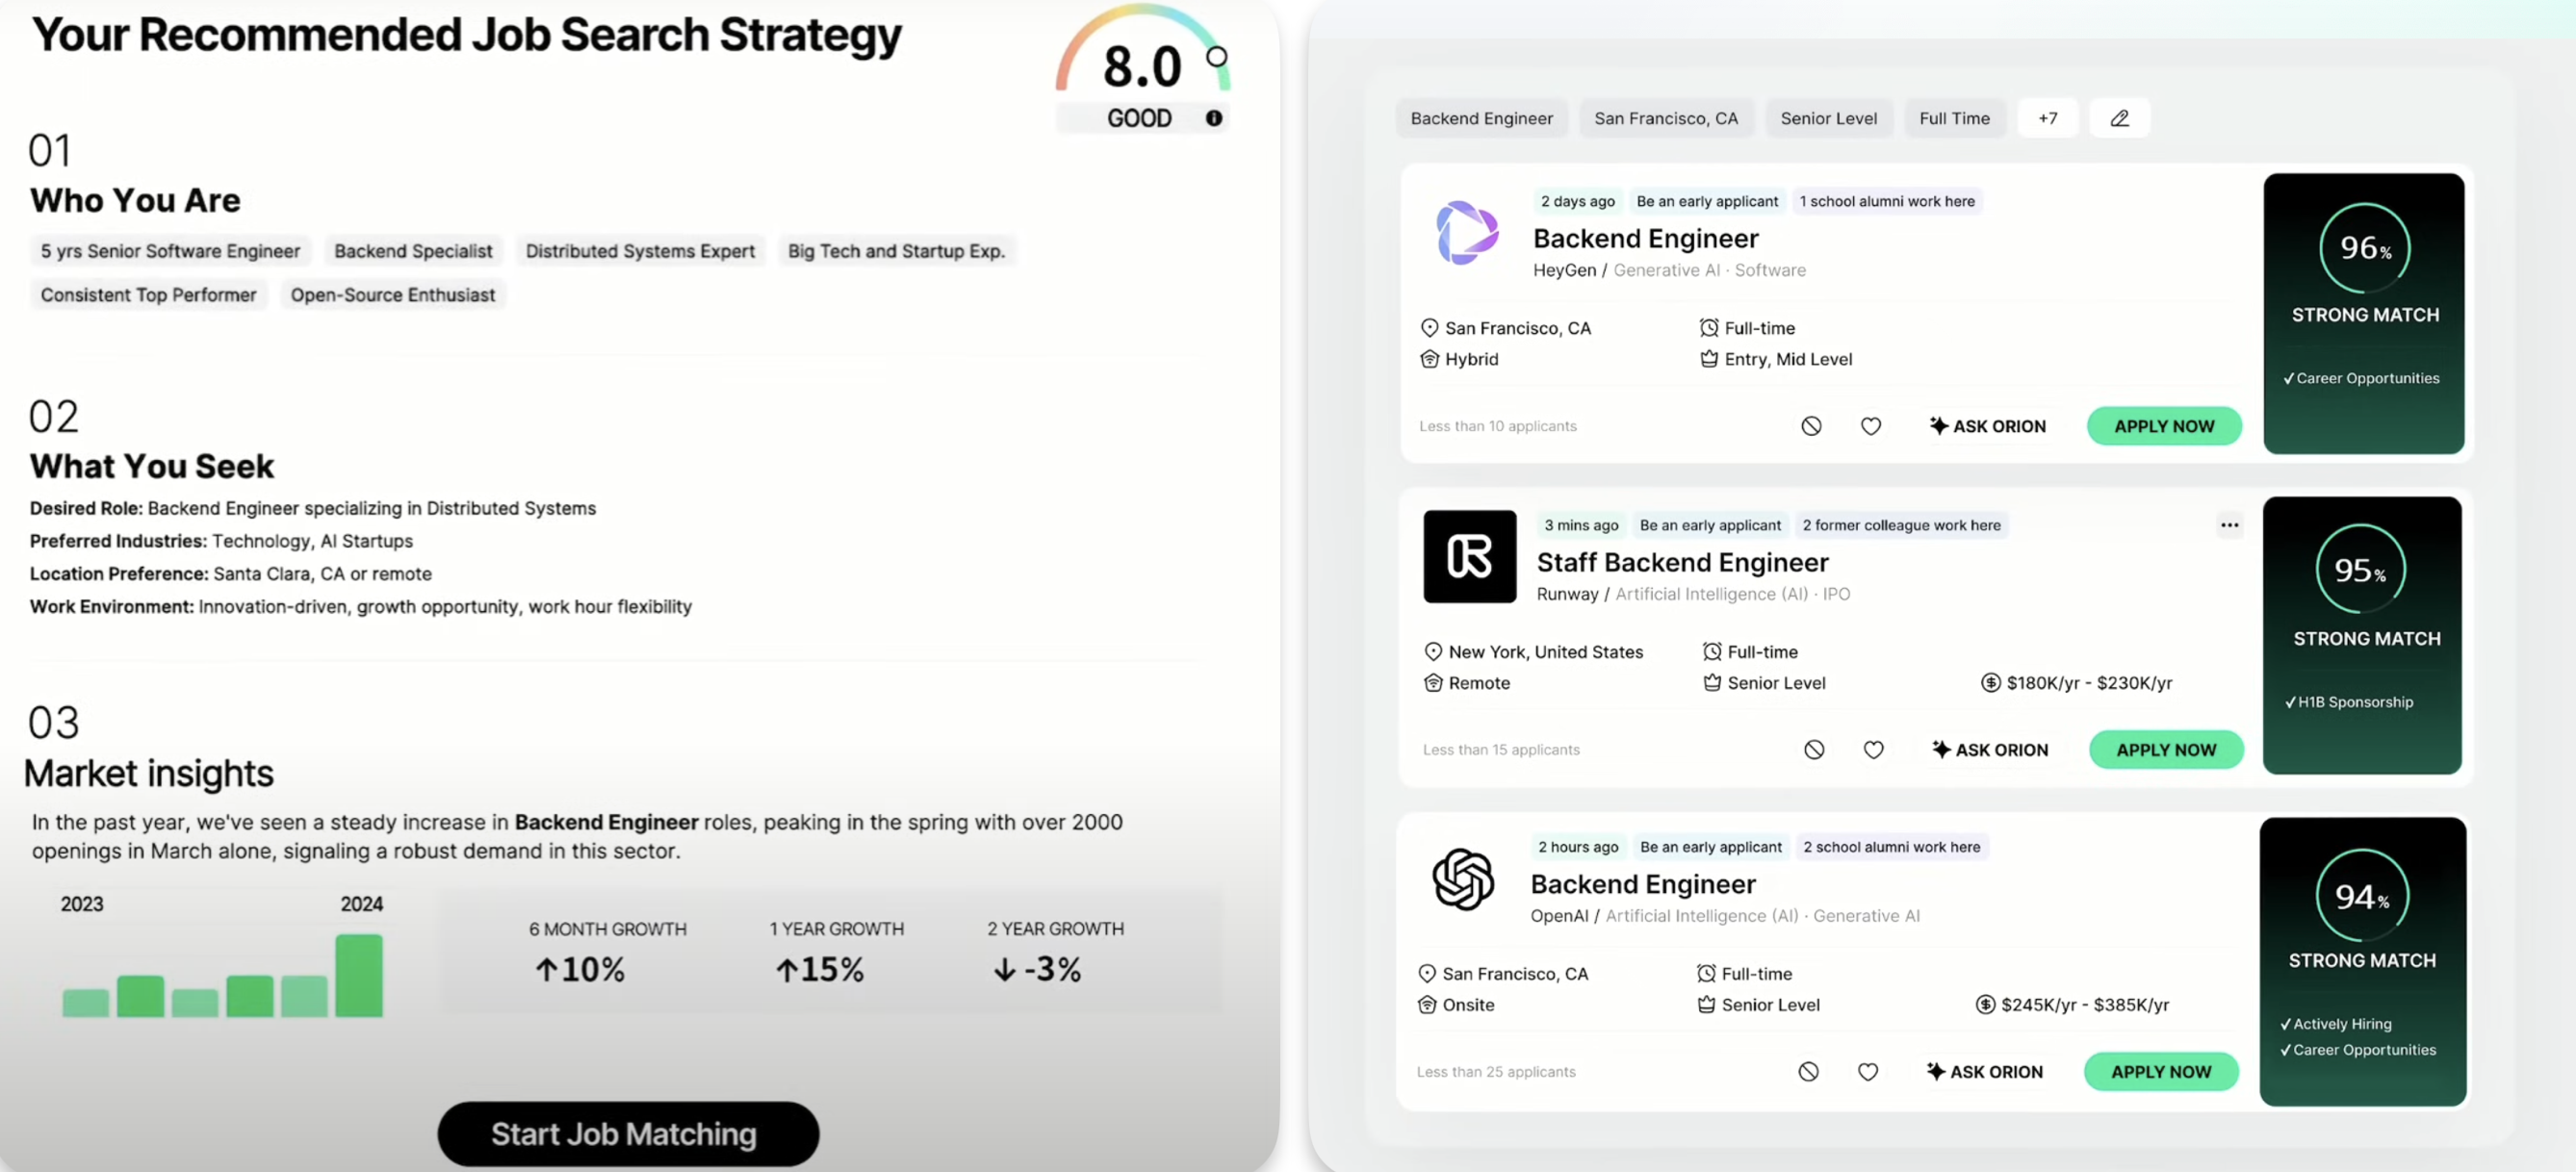 Your Recommended Job Search Strategy
8.0
GOOD
01
Who You Are
5 yrs Senior Software Engineer
Backend Specialist
Distributed Systems Expert
Big Tech and Startup Exp.
Consistent Top Performer
Open-Source Enthusiast
02
What You Seek
Desired Role: Backend Engineer specializing in Distributed Systems
Preferred Industries: Technology, AI Startups
Location Preference: Santa Clara, CA or remote
Work Environment: Innovation-driven, growth opportunity, work hour flexibility
03
Market insights
In the past year, we've seen a steady increase in Backend Engineer roles, peaking in the spring with over 2000
openings in March alone, signaling a robust demand in this sector.
2023
2024
6 MONTH GROWTH
↑10%
1 YEAR GROWTH
↑15%
2 YEAR GROWTH
↓ -3%
Start Job Matching
Backend Engineer
San Francisco, CA
Senior Level
Full Time
+7
2 days ago
Be an early applicant
1 school alumni work here
Backend Engineer
HeyGen / Generative AI · Software
San Francisco, CA
Full-time
Hybrid
Entry, Mid Level
Less than 10 applicants
ASK ORION
APPLY NOW
96%
STRONG MATCH
✓ Career Opportunities
3 mins ago
Be an early applicant
2 former colleague work here
Staff Backend Engineer
Runway / Artificial Intelligence (AI) · IPO
New York, United States
Full-time
Remote
Senior Level
$180K/yr - $230K/yr
Less than 15 applicants
ASK ORION
APPLY NOW
95%
STRONG MATCH
✓ H1B Sponsorship
2 hours ago
Be an early applicant
2 school alumni work here
Backend Engineer
OpenAI / Artificial Intelligence (AI) · Generative AI
San Francisco, CA
Full-time
Onsite
Senior Level
$245K/yr - $385K/yr
Less than 25 applicants
ASK ORION
APPLY NOW
94%
STRONG MATCH
✓ Actively Hiring
✓ Career Opportunities